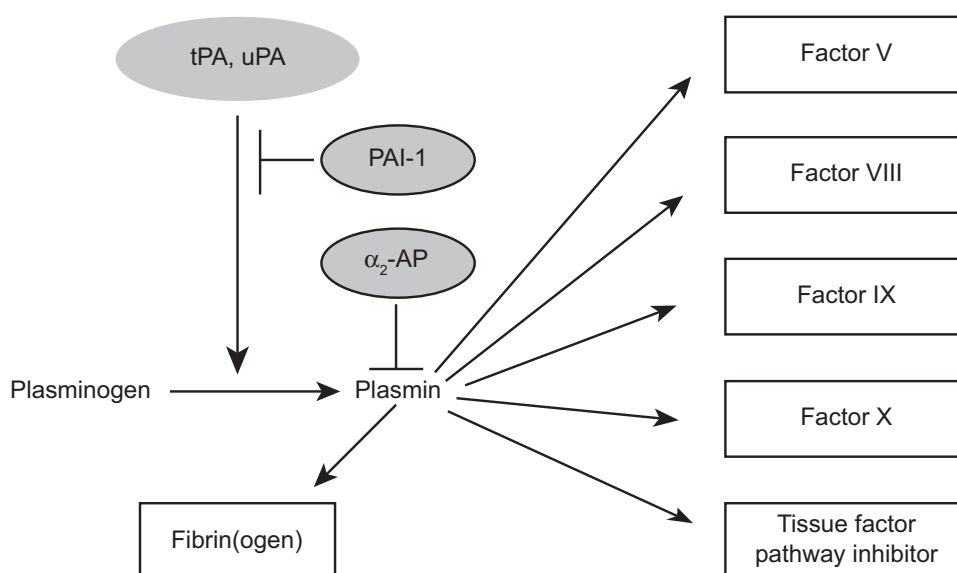 tPA, uPA
Factor V
PAI-1
Factor VIII
α₂-AP
Factor IX
Plasminogen
Plasmin
Factor X
Fibrin(ogen)
Tissue factor
pathway inhibitor